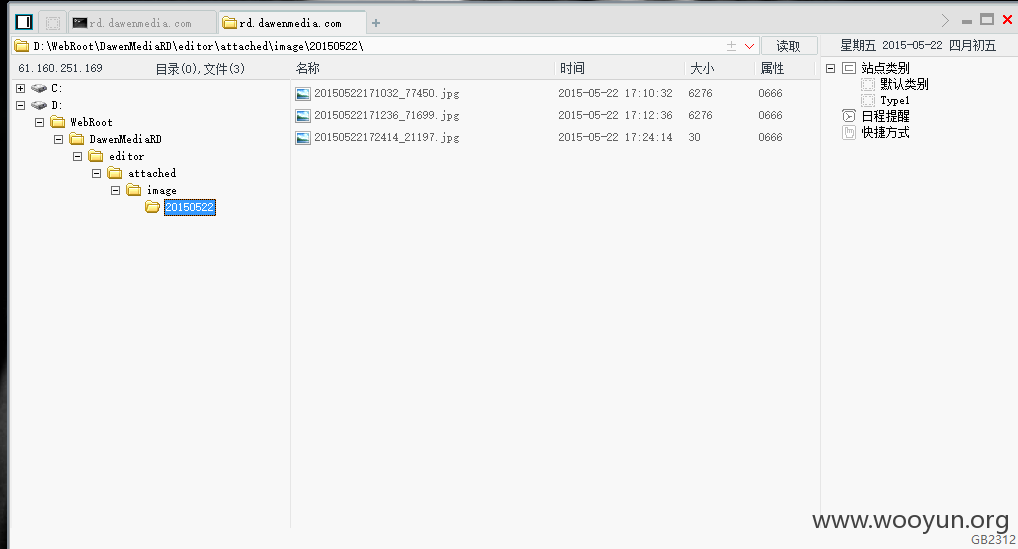 rd.dawenmedia.com rd.dawenmedia.com
D:\WebRoot\DawenMediaRD\editor\attached\image\20150522\ 读取 星期五 2015-05-22 四月初五
61.160.251.169 目录(0),文件(3) 名称 时间 大小 属性 站点类别
C: 20150522171032_77450.jpg 2015-05-22 17:10:32 6276 0666 默认类别
D: Type1
WebRoot 20150522171236_71699.jpg 2015-05-22 17:12:36 6276 0666 日程提醒
DawenMediaRD 20150522172414_21197.jpg 2015-05-22 17:24:14 30 0666 快捷方式
editor
attached
image
20150522
www.wooyun.org
GB2312